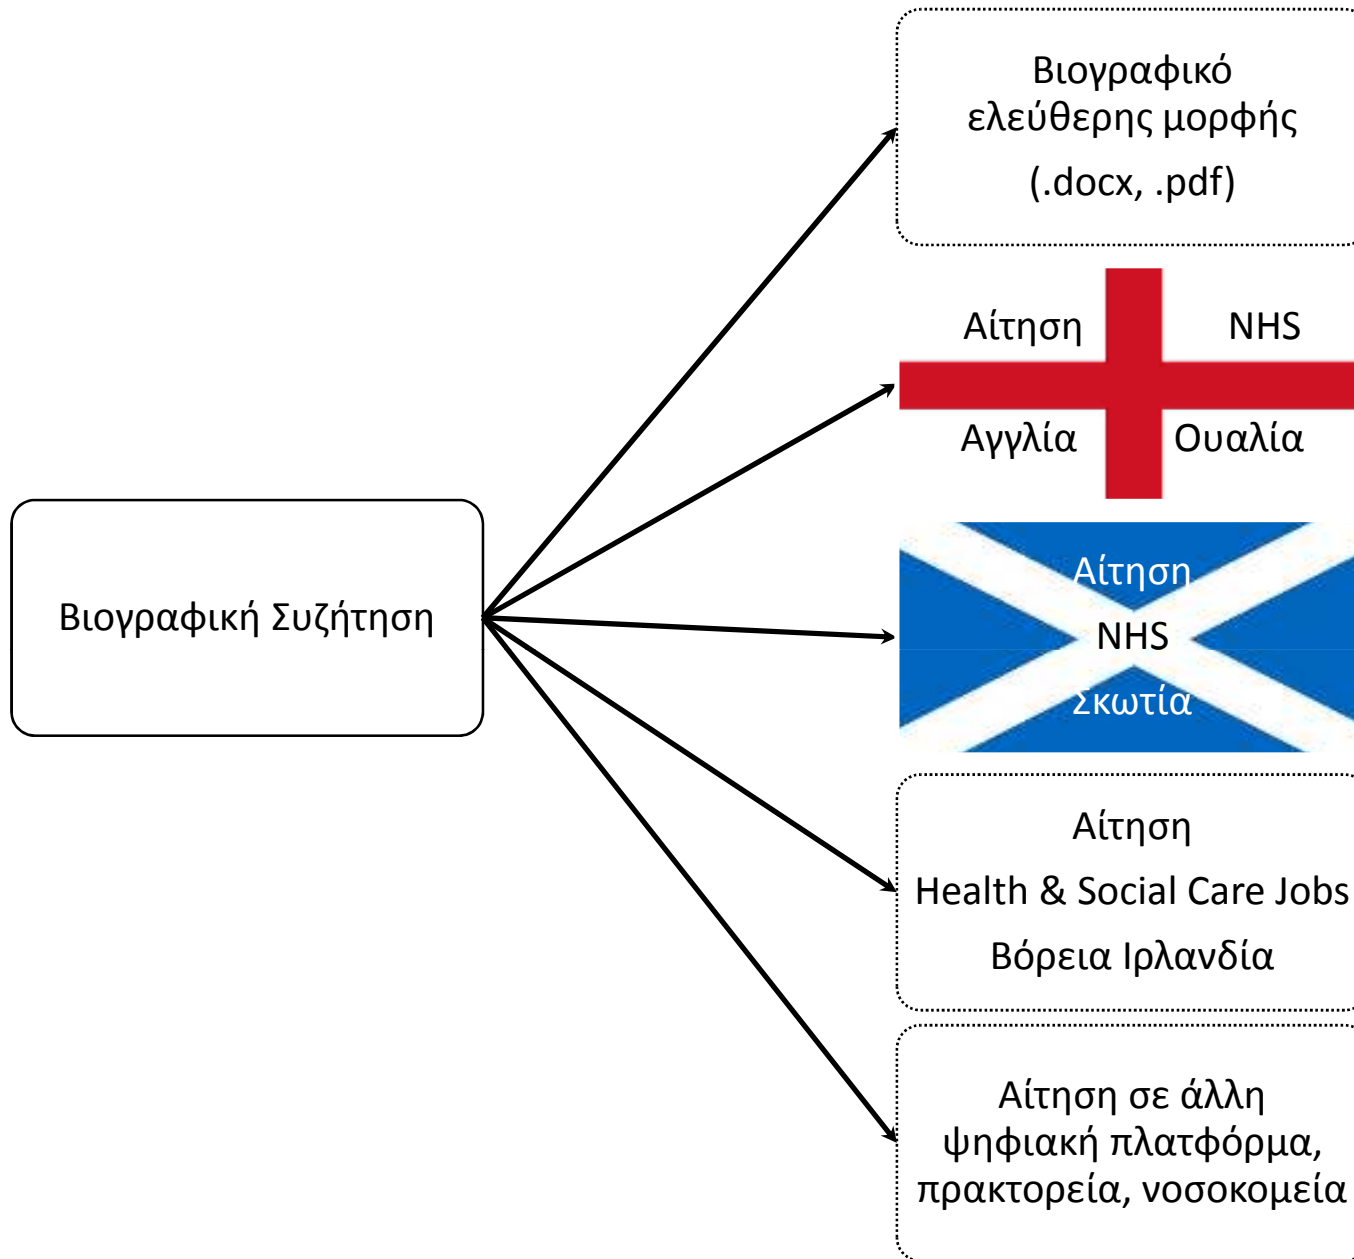 Βιογραφικό
ελεύθερης μορφής
(.docx, .pdf)
Αίτηση NHS
Αγγλία Ουαλία
Βιογραφική Συζήτηση
Αίτηση
NHS
Σκωτία
Αίτηση
Health & Social Care Jobs
Βόρεια Ιρλανδία
Αίτηση σε άλλη
ψηφιακή πλατφόρμα,
πρακτορεία, νοσοκομεία